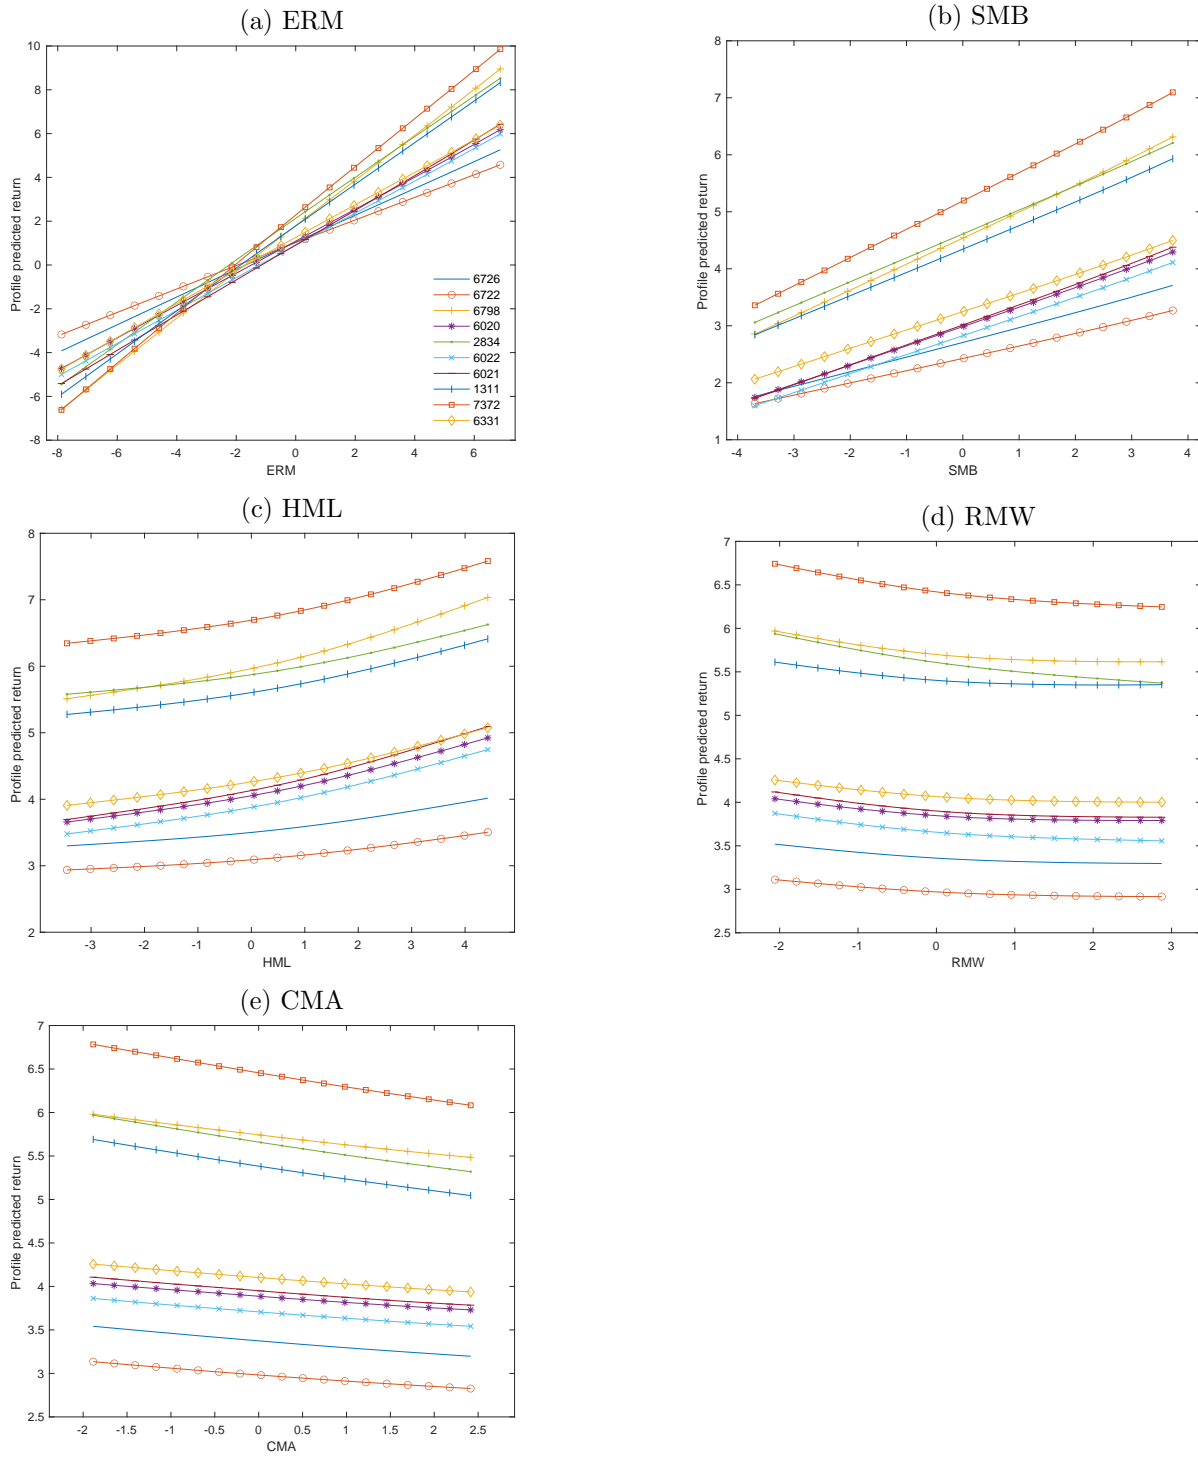 (a) ERM
10
8
6
4
2
0
-2
-4
-6
-8
Profile predicted return
6726
6722
6798
6020
2834
6022
6021
1311
7372
6331
-8 -6 -4 -2 0 2 4 6
ERM
(b) SMB
8
7
6
5
4
3
2
1
Profile predicted return
-4 -3 -2 -1 0 1 2 3 4
SMB
(c) HML
8
7
6
5
4
3
2
Profile predicted return
-3 -2 -1 0 1 2 3 4
HML
(d) RMW
7
6.5
6
5.5
5
4.5
4
3.5
3
2.5
Profile predicted return
-2 -1 0 1 2 3
RMW
(e) CMA
7
6.5
6
5.5
5
4.5
4
3.5
3
2.5
Profile predicted return
-2 -1.5 -1 -0.5 0 0.5 1 1.5 2 2.5
CMA